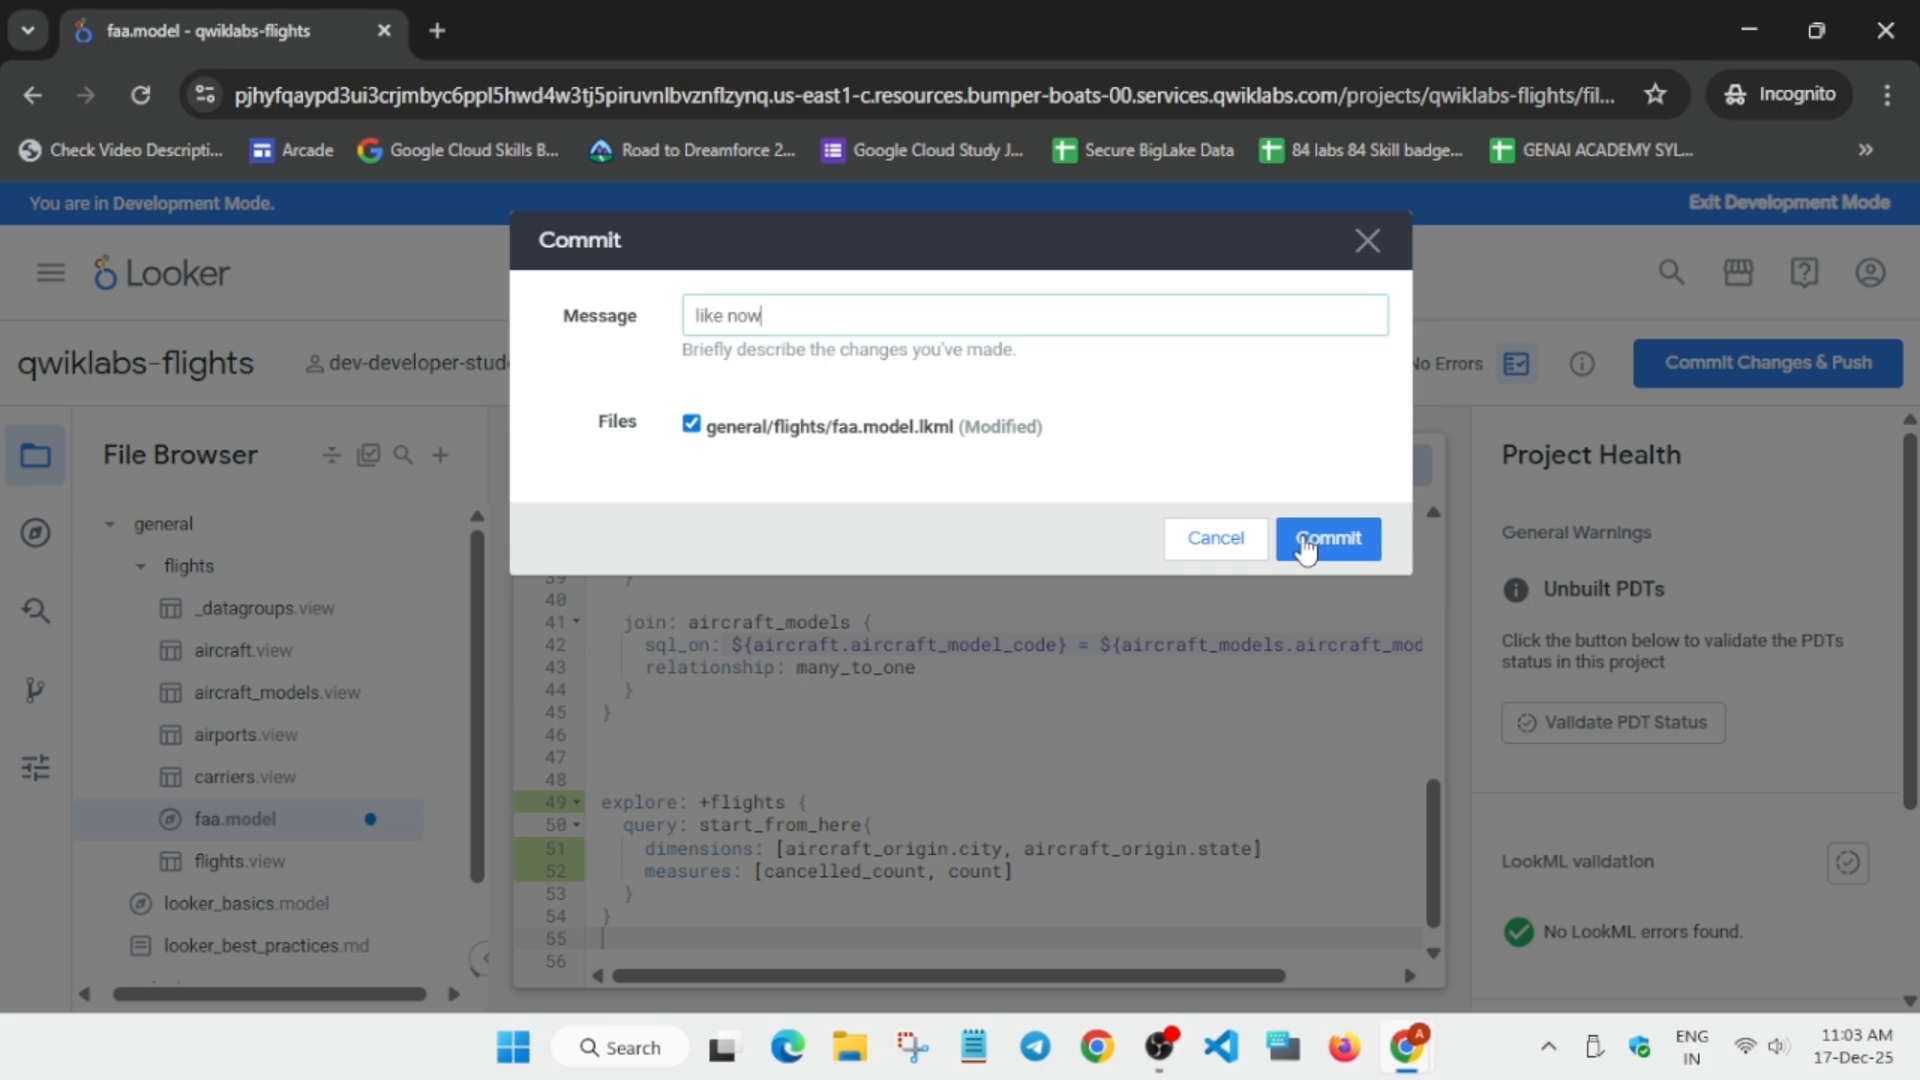 faa.model - qwiklabs-flights
pjhyfqaypd3ui3crjmbyc6ppl5hwd4w3tj5piruvnlbvznflzynq.us-east1-c.resources.bumper-boats-00.services.qwiklabs.com/projects/qwiklabs-flights/fil...
Incognito
Check Video Descripti...
Arcade
Google Cloud Skills B...
Road to Dreamforce 2...
Google Cloud Study J...
Secure BigLake Data
84 labs 84 Skill badge...
GENAI ACADEMY SYL...
You are in Development Mode.
Exit Development Mode
Looker
Commit
Message
like now
Briefly describe the changes you've made.
Files
general/flights/faa.model.lkml (Modified)
Cancel
Commit
qwiklabs-flights
dev-developer-stud
No Errors
Commit Changes & Push
File Browser
general
flights
_datagroups.view
aircraft.view
aircraft_models.view
airports.view
carriers.view
faa.model
flights.view
looker_basics.model
looker_best_practices.md
39 }
40
41 join: aircraft_models {
42 sql_on: ${aircraft.aircraft_model_code} = ${aircraft_models.aircraft_mod
43 relationship: many_to_one
44 }
45 }
46
47
48
49 explore: +flights {
50 query: start_from_here{
51 dimensions: [aircraft_origin.city, aircraft_origin.state]
52 measures: [cancelled_count, count]
53 }
54 }
55
56
Project Health
General Warnings
Unbuilt PDTs
Click the button below to validate the PDTs
status in this project
Validate PDT Status
LookML validation
No LookML errors found.
Search
A
ENG
IN
11:03 AM
17-Dec-25